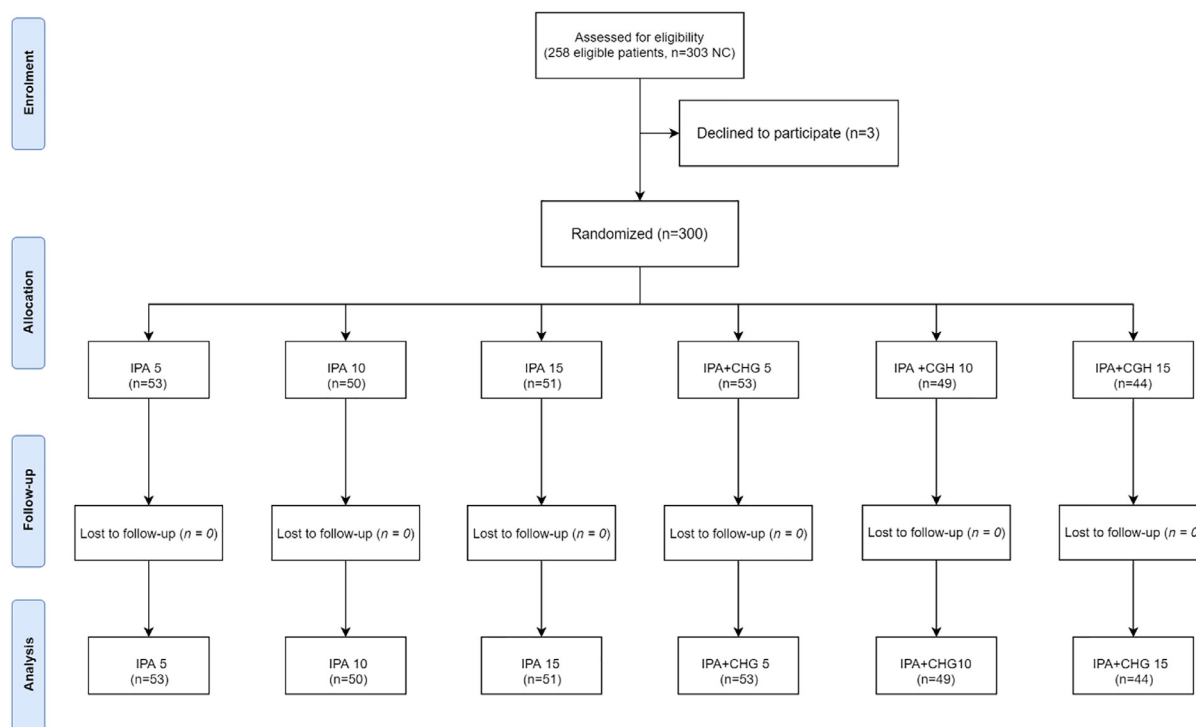 Enrolment
Assessed for eligibility
(258 eligible patients, n=303 NC)
Declined to participate (n=3)
Randomized (n=300)
Allocation
IPA 5
(n=53)
IPA 10
(n=50)
IPA 15
(n=51)
IPA+CHG 5
(n=53)
IPA +CGH 10
(n=49)
IPA+CGH 15
(n=44)
Follow-up
Lost to follow-up (n = 0)
Lost to follow-up (n = 0)
Lost to follow-up (n = 0)
Lost to follow-up (n = 0)
Lost to follow-up (n = 0)
Lost to follow-up (n = 0
Analysis
IPA 5
(n=53)
IPA 10
(n=50)
IPA 15
(n=51)
IPA+CHG 5
(n=53)
IPA+CHG10
(n=49)
IPA+CHG 15
(n=44)